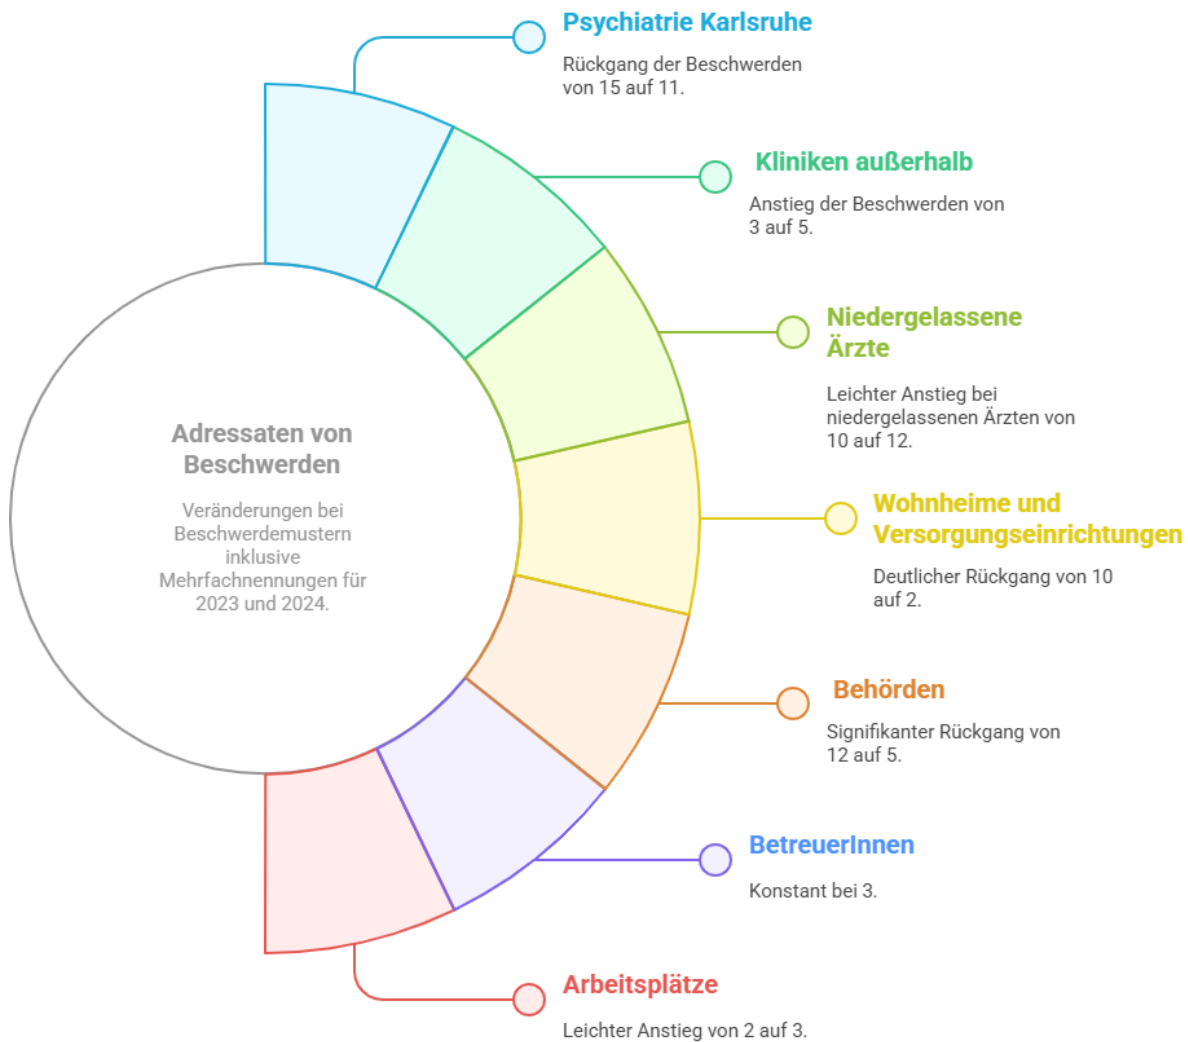 Psychiatrie Karlsruhe
Rückgang der Beschwerden
von 15 auf 11.
Kliniken außerhalb
Anstieg der Beschwerden von
3 auf 5.
Niedergelassene
Ärzte
Leichter Anstieg bei
niedergelassenen Ärzten von
10 auf 12.
Adressaten von
Beschwerden
Veränderungen bei
Beschwerdemustern
inklusive
Mehrfachnennungen für
2023 und 2024.
Wohnheime und
Versorgungseinrichtungen
Deutlicher Rückgang von 10
auf 2.
Behörden
Signifikanter Rückgang von
12 auf 5.
BetreuerInnen
Konstant bei 3.
Arbeitsplätze
Leichter Anstieg von 2 auf 3.